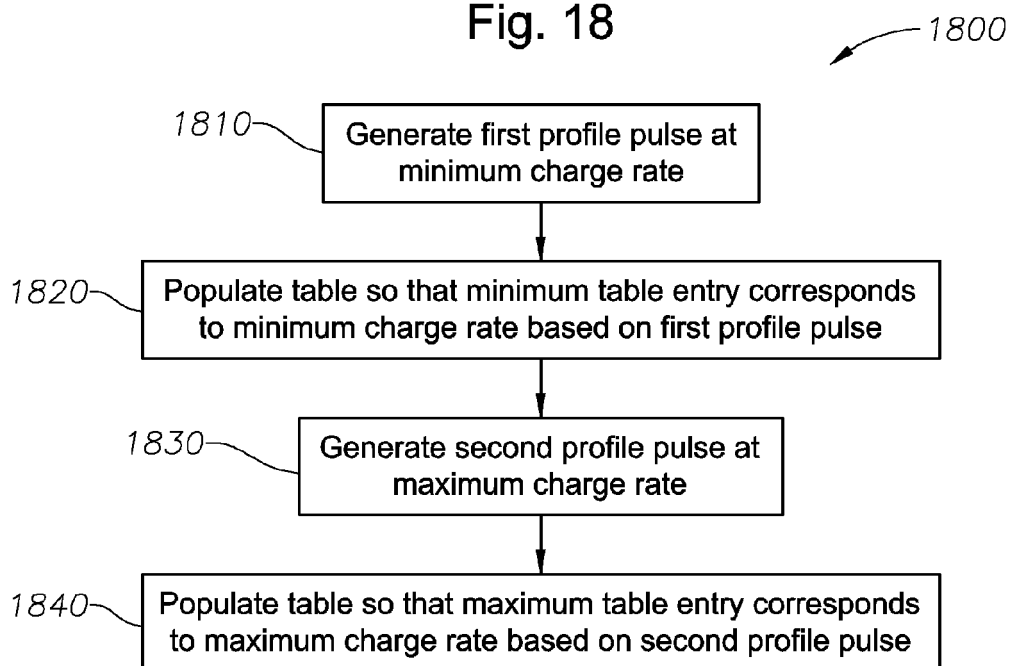 Fig. 18
1800
1810
Generate first profile pulse at
minimum charge rate
1820
Populate table so that minimum table entry corresponds
to minimum charge rate based on first profile pulse
1830
Generate second profile pulse at
maximum charge rate
1840
Populate table so that maximum table entry corresponds
to maximum charge rate based on second profile pulse